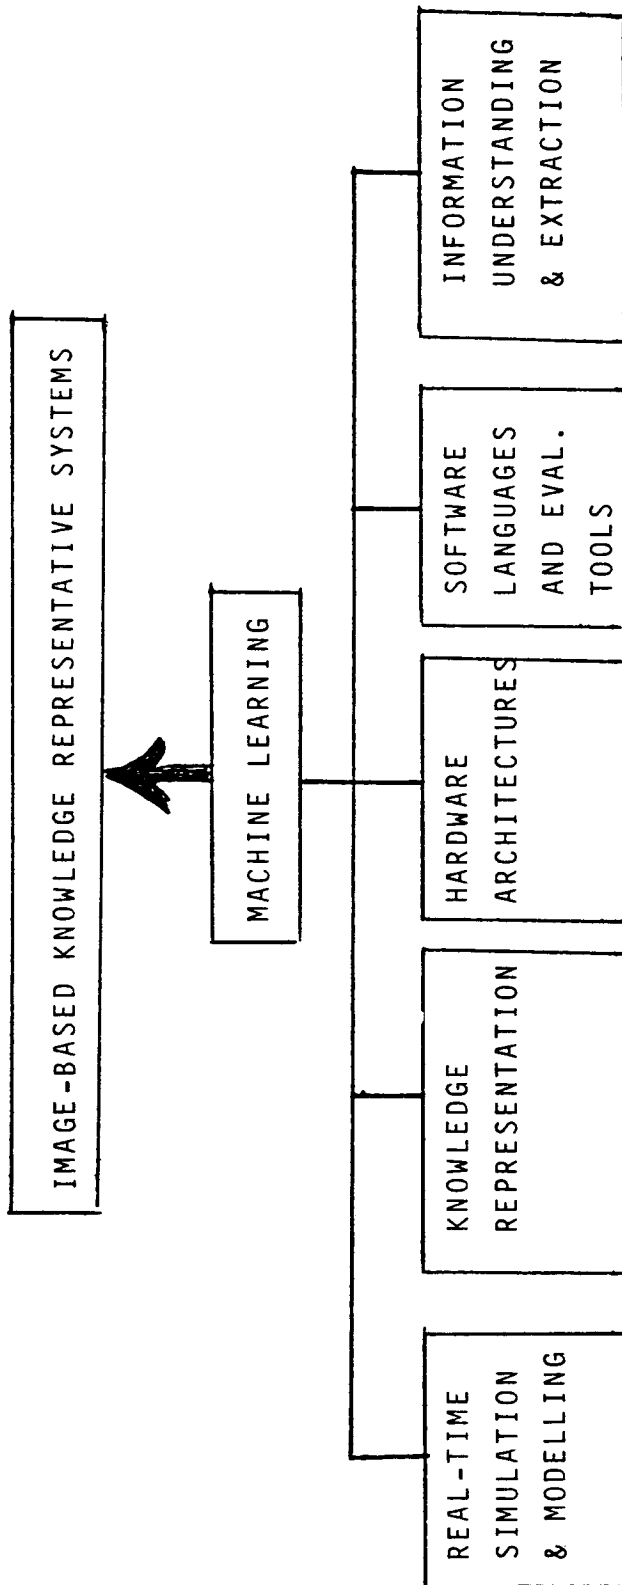 IMAGE-BASED KNOWLEDGE REPRESENTATIVE SYSTEMS
MACHINE LEARNING
REAL-TIME
SIMULATION
& MODELLING
KNOWLEDGE
REPRESENTATION
HARDWARE
ARCHITECTURES
SOFTWARE
LANGUAGES
AND EVAL.
TOOLS
INFORMATION
UNDERSTANDING
& EXTRACTION